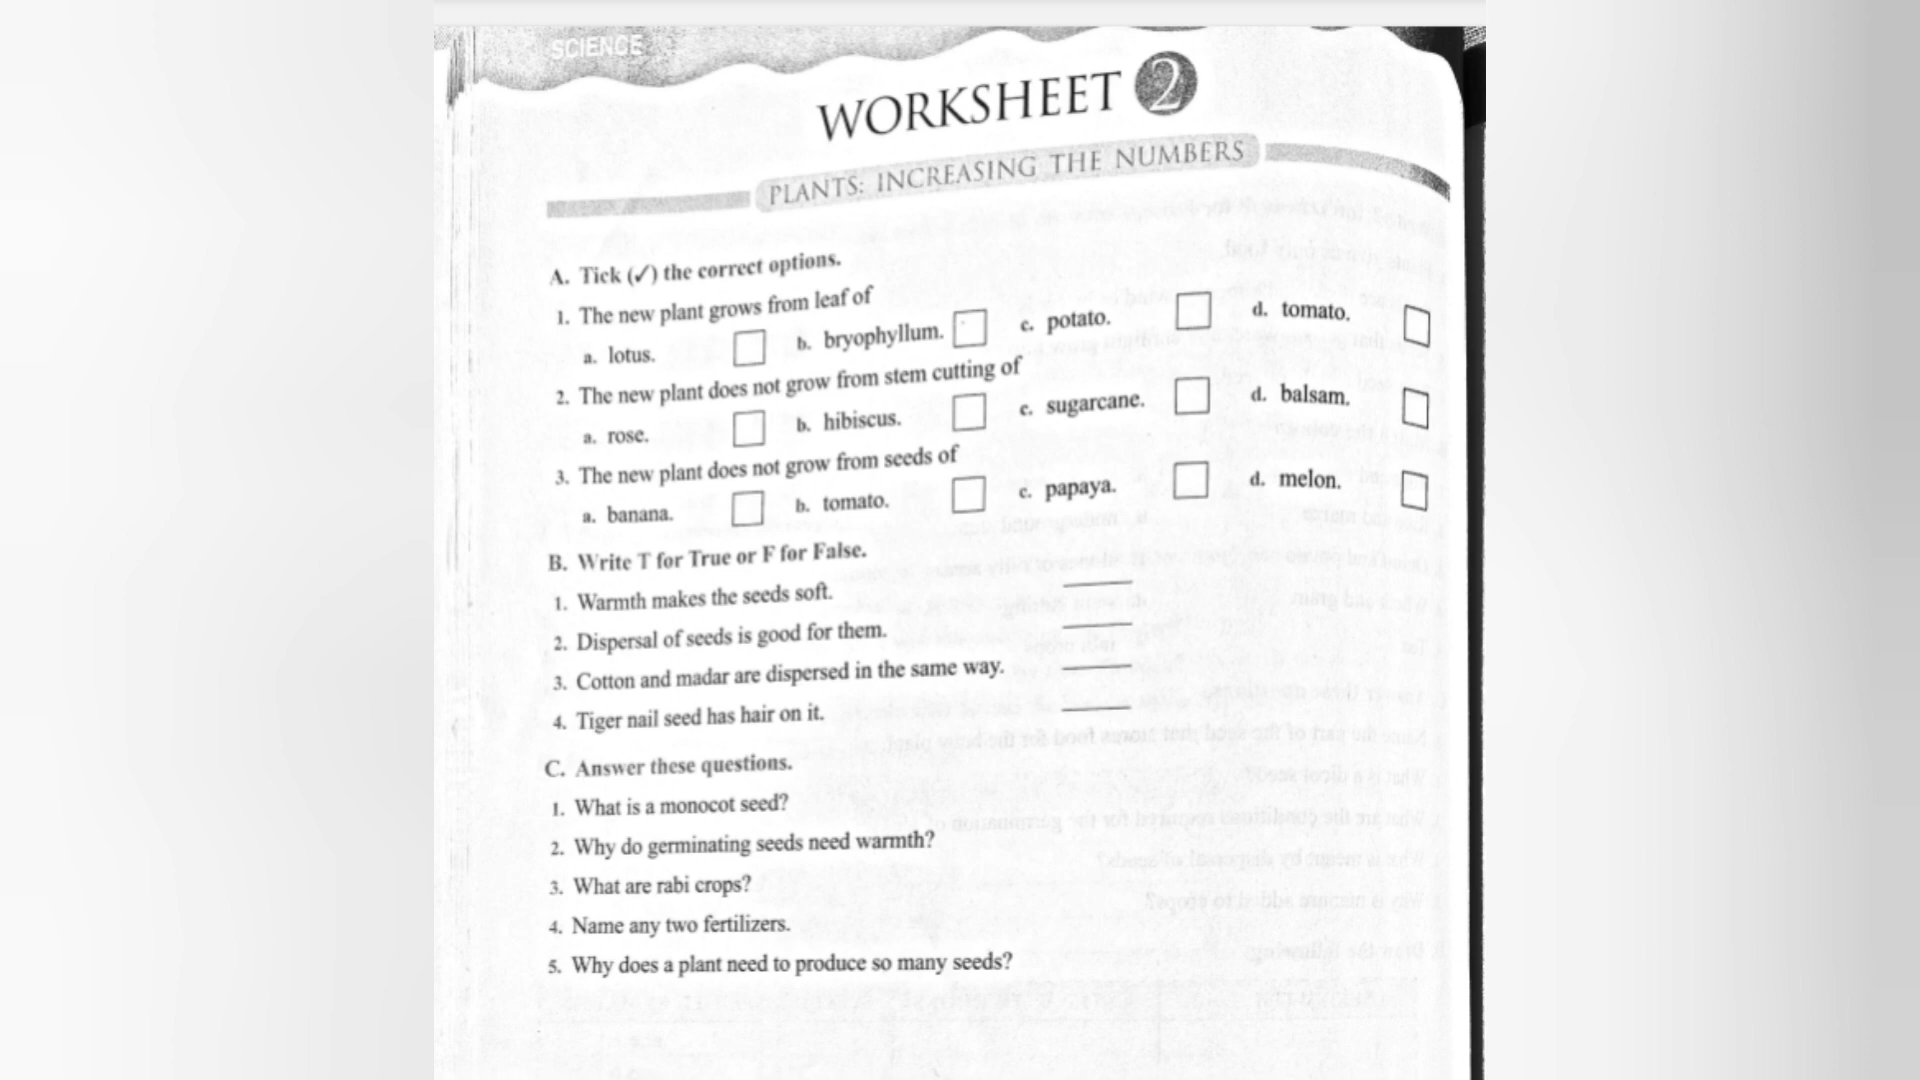 SCIENCE
WORKSHEET 2
PLANTS: INCREASING THE NUMBERS
A. Tick (✓) the correct options.
1. The new plant grows from leaf of
a. lotus. b. bryophyllum. c. potato. d. tomato.
2. The new plant does not grow from stem cutting of
a. rose. b. hibiscus. c. sugarcane. d. balsam.
3. The new plant does not grow from seeds of
a. banana. b. tomato. c. papaya. d. melon.
B. Write T for True or F for False.
1. Warmth makes the seeds soft.
2. Dispersal of seeds is good for them.
3. Cotton and madar are dispersed in the same way.
4. Tiger nail seed has hair on it.
C. Answer these questions.
1. What is a monocot seed?
2. Why do germinating seeds need warmth?
3. What are rabi crops?
4. Name any two fertilizers.
5. Why does a plant need to produce so many seeds?